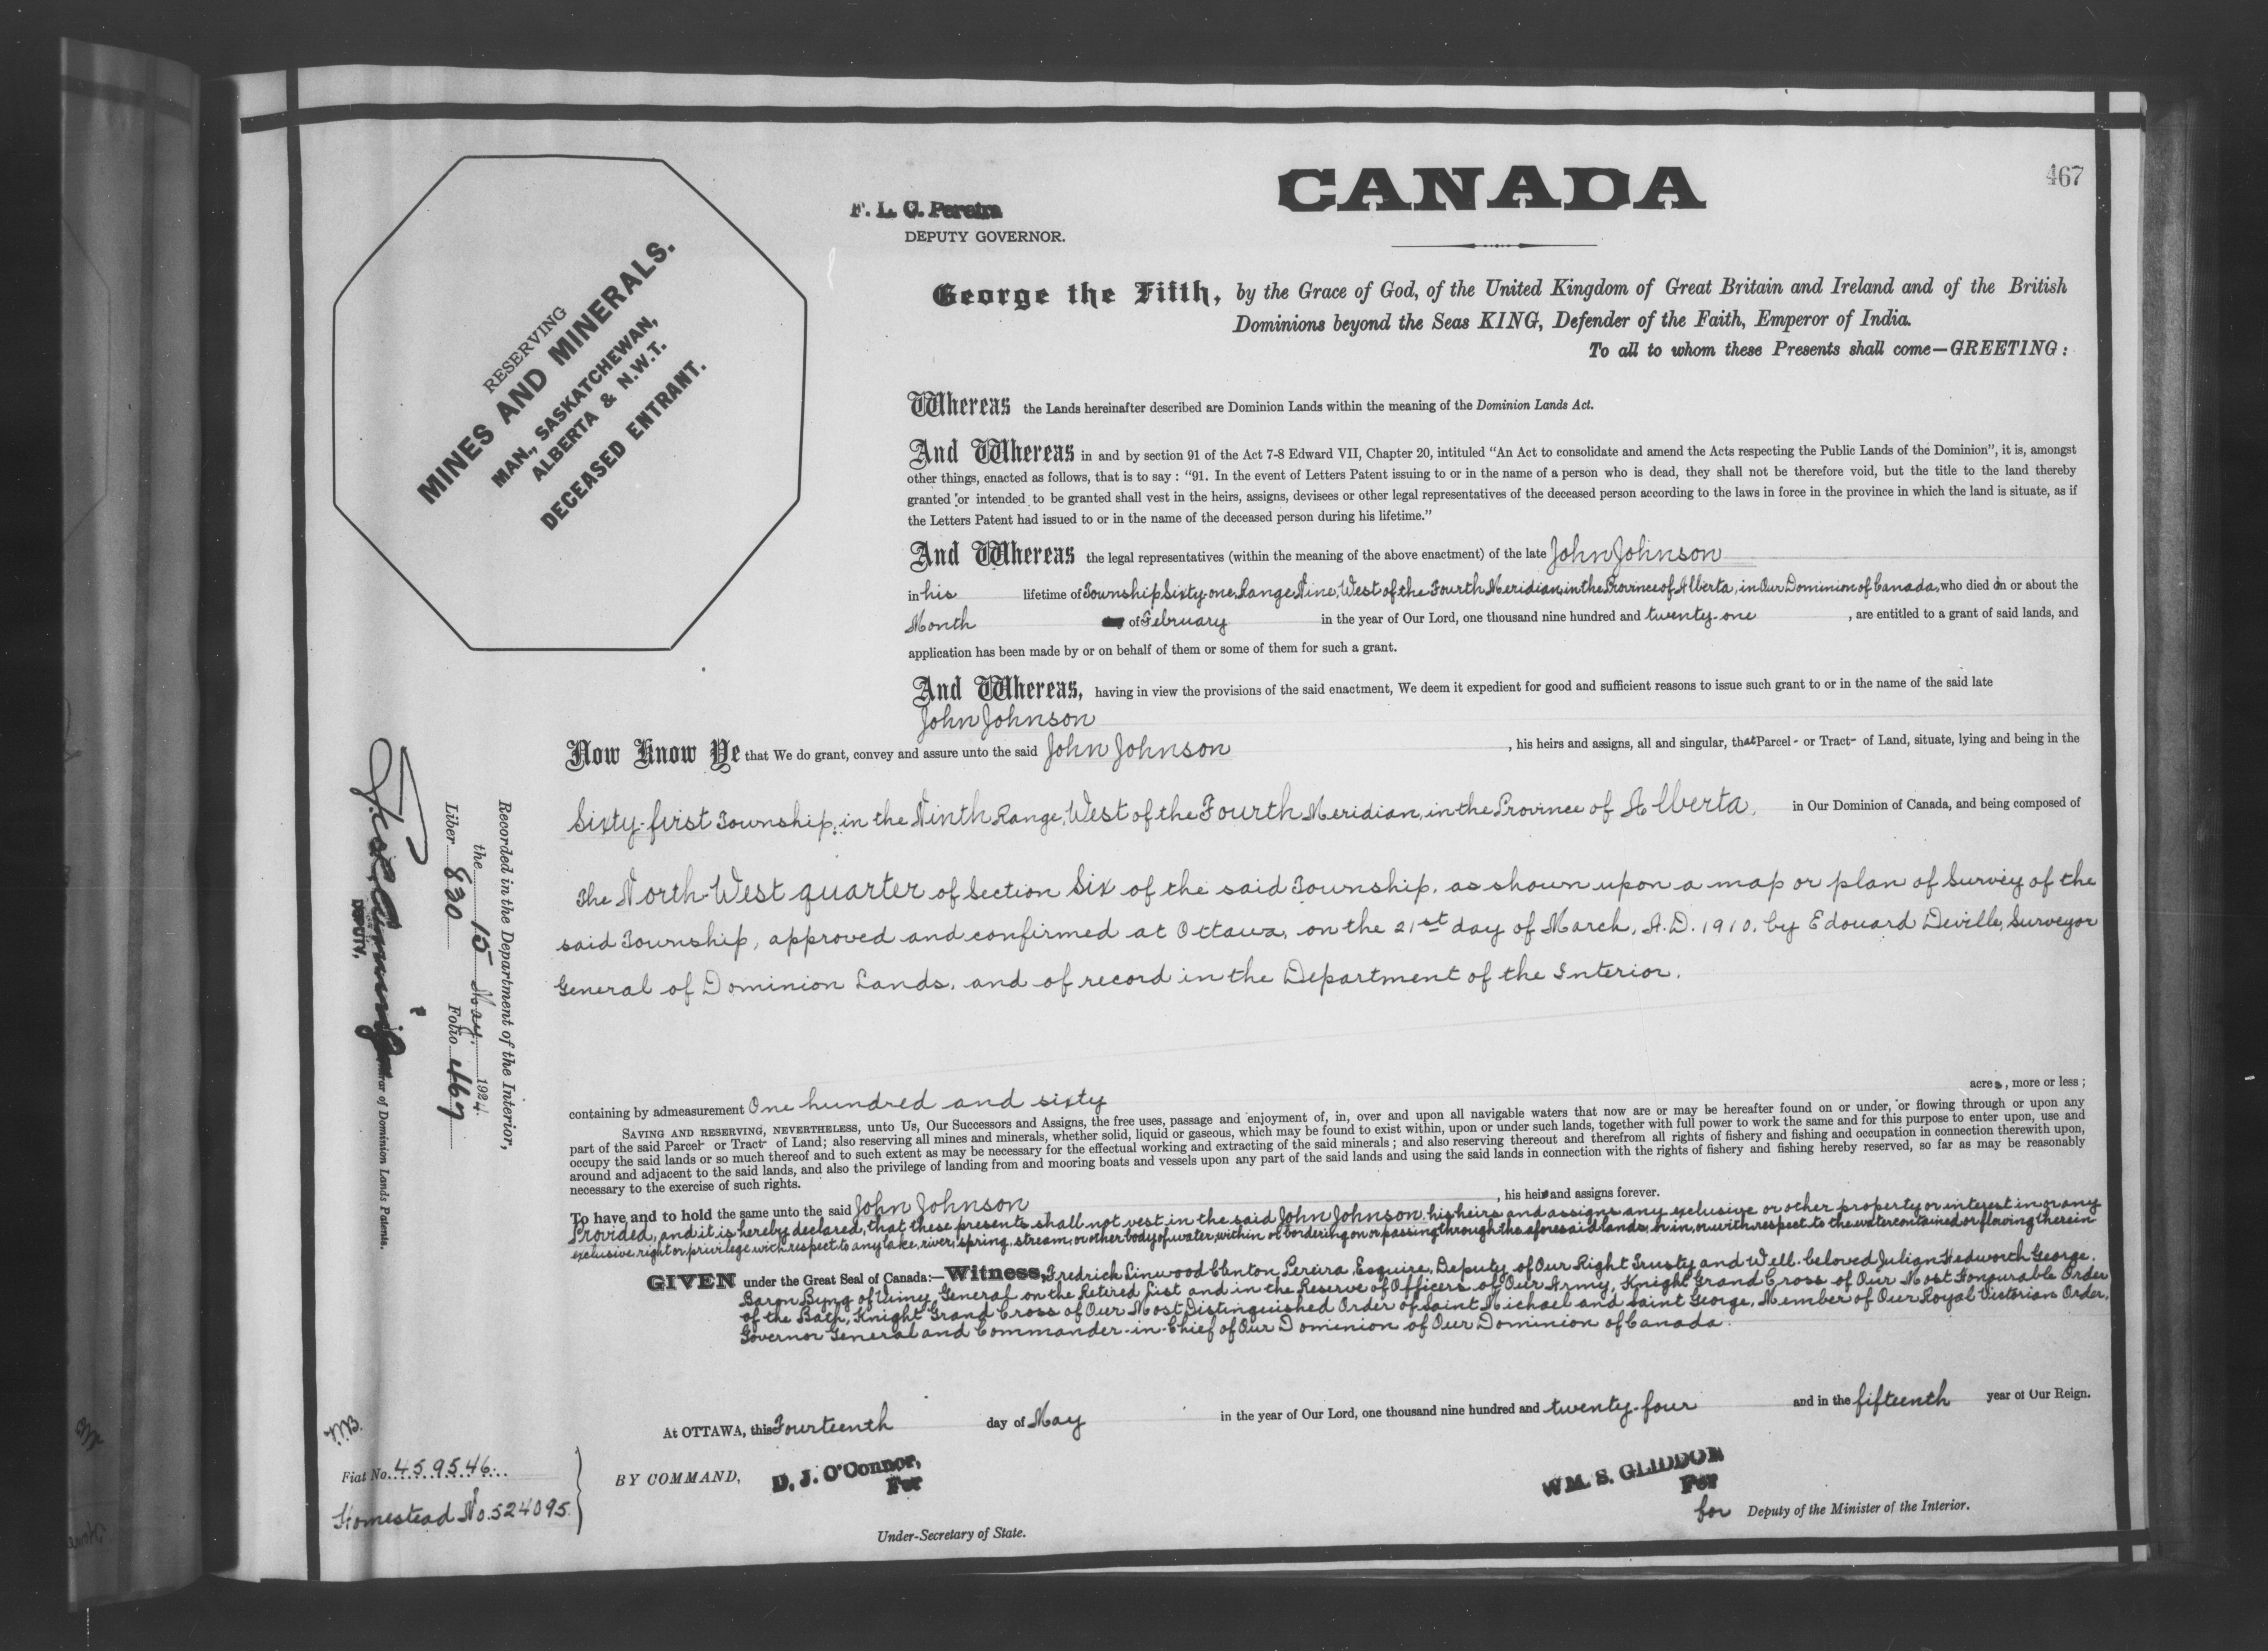 467
CANADA
F. L. C. Pereira
DEPUTY GOVERNOR.
RESERVING
MINES AND MINERALS.
MAN., SASKATCHEWAN,
ALBERTA & N.W.T.
DECEASED ENTRANT.
George the Fifth, by the Grace of God, of the United Kingdom of Great Britain and Ireland and of the British
Dominions beyond the Seas KING, Defender of the Faith, Emperor of India.
To all to whom these Presents shall come—GREETING:
Whereas the Lands hereinafter described are Dominion Lands within the meaning of the Dominion Lands Act.
And Whereas in and by section 91 of the Act 7-8 Edward VII, Chapter 20, intituled "An Act to consolidate and amend the Acts respecting the Public Lands of the Dominion", it is, amongst
other things, enacted as follows, that is to say: "91. In the event of Letters Patent issuing to or in the name of a person who is dead, they shall not be therefore void, but the title to the land thereby
granted or intended to be granted shall vest in the heirs, assigns, devisees or other legal representatives of the deceased person according to the laws in force in the province in which the land is situate, as if
the Letters Patent had issued to or in the name of the deceased person during his lifetime."
And Whereas the legal representatives (within the meaning of the above enactment) of the late John Johnson
in his lifetime of Township Sixty-one, Range Nine, West of the Fourth Meridian, in the Province of Alberta, in Our Dominion of Canada, who died in or about the
Month of February in the year of Our Lord, one thousand nine hundred and twenty-one, are entitled to a grant of said lands, and
application has been made by or on behalf of them or some of them for such a grant.
And Whereas, having in view the provisions of the said enactment, We deem it expedient for good and sufficient reasons to issue such grant to or in the name of the said late
John Johnson
Now Know Ye that We do grant, convey and assure unto the said John Johnson, his heirs and assigns, all and singular, that Parcel - or Tract - of Land, situate, lying and being in the
Sixty-first Township, in the Ninth Range, West of the Fourth Meridian, in the Province of Alberta, in Our Dominion of Canada, and being composed of
The North-West quarter of Section Six of the said Township, as shown upon a map or plan of Survey of the
said Township, approved and confirmed at Ottawa, on the 21st day of March, A.D. 1910, by Edouard Deville, Surveyor
General of Dominion Lands, and of record in the Department of the Interior.
containing by admeasurement One hundred and sixty acres, more or less;
SAVING AND RESERVING, NEVERTHELESS, unto Us, Our Successors and Assigns, the free uses, passage and enjoyment of, in, over and upon all navigable waters that now are or may be hereafter found on or under, or flowing through or upon any
part of the said Parcel - or Tract - of Land; also reserving all mines and minerals, whether solid, liquid or gaseous, which may be found to exist within, upon or under such lands, together with full power to work the same and for this purpose to enter upon, use and
occupy the said lands or so much thereof and to such extent as may be necessary for the effectual working and extracting of the said minerals; and also reserving thereout and therefrom all rights of fishery and fishing and occupation in connection therewith upon,
around and adjacent to the said lands, and also the privilege of landing from and mooring boats and vessels upon any part of the said lands and using the said lands in connection with the rights of fishery and fishing hereby reserved, so far as may be reasonably
necessary to the exercise of such rights.
To have and to hold the same unto the said John Johnson, his heirs and assigns forever.
Provided, and it is hereby declared, that these presents shall not vest in the said John Johnson, his heirs and assigns any exclusive or other property or interest in or any
exclusive right or privilege with respect to any lake, river, spring, stream, or other body of water, within or bordering on or passing through the aforesaid lands, or in, or with respect to the water contained or flowing therein
GIVEN under the Great Seal of Canada:—Witness, Fredrick Linwood Clinton Pereira, Esquire, Deputy of Our Right Trusty and Well-beloved Julian Hedworth George,
Baron Byng of Vimy, General on the Retired List and in the Reserve of Officers of Our Army, Knight Grand Cross of Our Most Honourable Order
of the Bath, Knight Grand Cross of Our Most Distinguished Order of Saint Michael and Saint George, Member of Our Royal Victorian Order,
Governor General and Commander-in-Chief of Our Dominion of Our Dominion of Canada.
At OTTAWA, this Fourteenth day of May in the year of Our Lord, one thousand nine hundred and twenty-four and in the fifteenth year of Our Reign.
BY COMMAND,
D. J. O'Connor,
For
Under-Secretary of State.
WM. S. GLIDDON
For
for Deputy of the Minister of the Interior.
Recorded in the Department of the Interior,
the 15 May, 1924.
Liber 830 Folio 467
DEPUTY,
Registrar of Dominion Lands Patents.
Fiat No. 459546.
Homestead No. 524095.